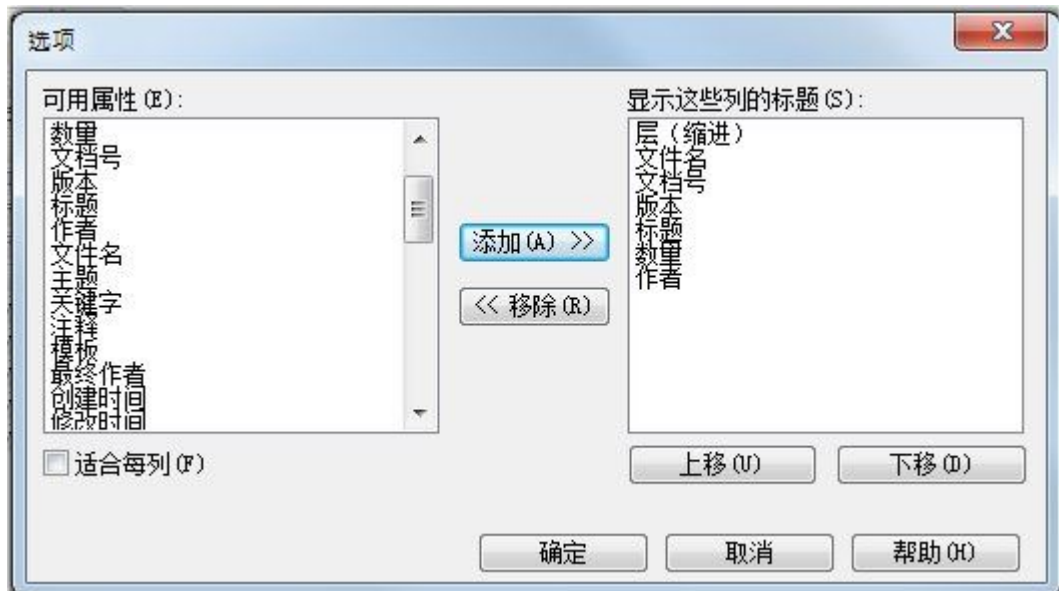 选项
可用属性(E):
数量
文档号
版本
标题
作者
文件名
主题
关键字
注释
模板
最终作者
创建时间
修改时间
适合每列(F)
添加(A) >>
<< 移除(R)
显示这些列的标题(S):
层(缩进)
文件名
文档号
版本
标题
数量
作者
上移(U)
下移(D)
确定
取消
帮助(H)